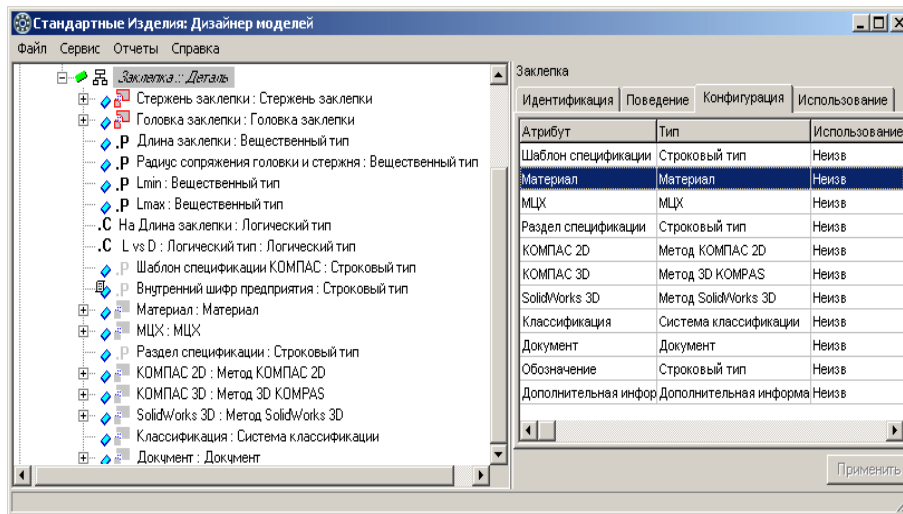 Стандартные Изделия: Дизайнер моделей
Файл Сервис Отчеты Справка
Заклепка :: Деталь
Стержень заклепки : Стержень заклепки
Головка заклепки : Головка заклепки
.P Длина заклепки : Вещественный тип
.P Радиус сопряжения головки и стержня : Вещественный тип
.P Lmin : Вещественный тип
.P Lmax : Вещественный тип
.C На Длина заклепки : Логический тип
.C L vs D : Логический тип : Логический тип
.P Шаблон спецификации КОМПАС : Строковый тип
.P Внутренний шифр предприятия : Строковый тип
Материал : Материал
МЦХ : МЦХ
.P Раздел спецификации : Строковый тип
КОМПАС 2D : Метод КОМПАС 2D
КОМПАС 3D : Метод 3D KOMPAS
SolidWorks 3D : Метод SolidWorks 3D
Классификация : Система классификации
Документ : Документ
Заклепка
Идентификация Поведение Конфигурация Использование
Атрибут Тип Использование
Шаблон спецификации Строковый тип Неизв
Материал Материал Неизв
МЦХ МЦХ Неизв
Раздел спецификации Строковый тип Неизв
КОМПАС 2D Метод КОМПАС 2D Неизв
КОМПАС 3D Метод 3D KOMPAS Неизв
SolidWorks 3D Метод SolidWorks 3D Неизв
Классификация Система классификации Неизв
Документ Документ Неизв
Обозначение Строковый тип Неизв
Дополнительная инфор Дополнительная информа Неизв
Применить